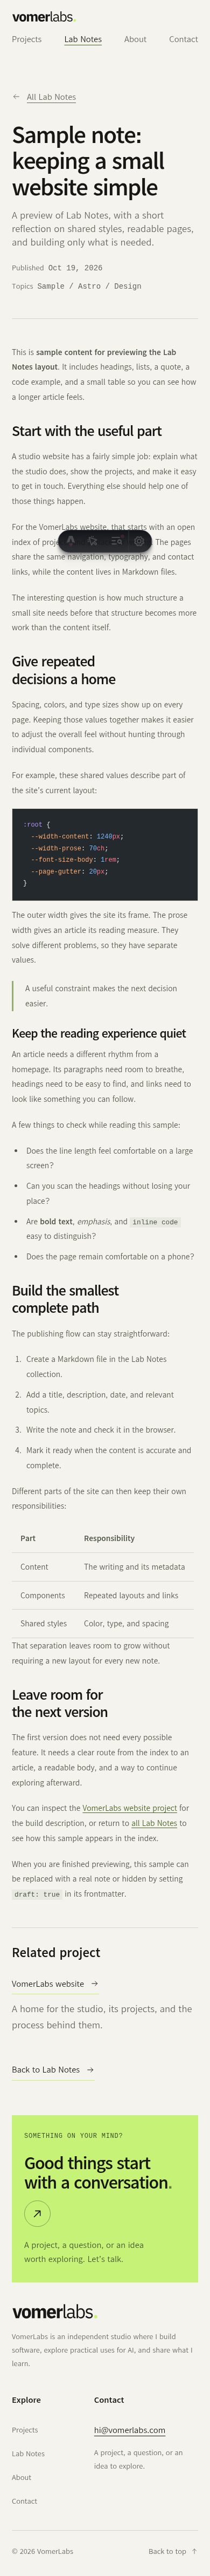 vomerlabs.
Projects Lab Notes About Contact
← All Lab Notes
Sample note:
keeping a small
website simple
A preview of Lab Notes, with a short
reflection on shared styles, readable pages,
and building only what is needed.
Published Oct 19, 2026
Topics Sample / Astro / Design
This is sample content for previewing the Lab
Notes layout. It includes headings, lists, a quote, a
code example, and a small table so you can see how
a longer article feels.
Start with the useful part
A studio website has a fairly simple job: explain what
the studio does, show the projects, and make it easy
to get in touch. Everything else should help one of
those things happen.
For the VomerLabs website, that starts with an open
index of proj The pages
share the same navigation, typography, and contact
links, while the content lives in Markdown files.
The interesting question is how much structure a
small site needs before that structure becomes more
work than the content itself.
Give repeated
decisions a home
Spacing, colors, and type sizes show up on every
page. Keeping those values together makes it easier
to adjust the overall feel without hunting through
individual components.
For example, these shared values describe part of
the site's current layout:
:root {
--width-content: 1240px;
--width-prose: 70ch;
--font-size-body: 1rem;
--page-gutter: 20px;
}
The outer width gives the site its frame. The prose
width gives an article its reading measure. They
solve different problems, so they have separate
values.
A useful constraint makes the next decision
easier.
Keep the reading experience quiet
An article needs a different rhythm from a
homepage. Its paragraphs need room to breathe,
headings need to be easy to find, and links need to
look like something you can follow.
A few things to check while reading this sample:
• Does the line length feel comfortable on a large
screen?
• Can you scan the headings without losing your
place?
• Are bold text, emphasis, and inline code
easy to distinguish?
• Does the page remain comfortable on a phone?
Build the smallest
complete path
The publishing flow can stay straightforward:
1. Create a Markdown file in the Lab Notes
collection.
2. Add a title, description, date, and relevant
topics.
3. Write the note and check it in the browser.
4. Mark it ready when the content is accurate and
complete.
Different parts of the site can then keep their own
responsibilities:
Part Responsibility
Content The writing and its metadata
Components Repeated layouts and links
Shared styles Color, type, and spacing
That separation leaves room to grow without
requiring a new layout for every new note.
Leave room for
the next version
The first version does not need every possible
feature. It needs a clear route from the index to an
article, a readable body, and a way to continue
exploring afterward.
You can inspect the VomerLabs website project for
the build description, or return to all Lab Notes to
see how this sample appears in the index.
When you are finished previewing, this sample can
be replaced with a real note or hidden by setting
draft: true in its frontmatter.
Related project
VomerLabs website →
A home for the studio, its projects, and the
process behind them.
Back to Lab Notes →
SOMETHING ON YOUR MIND?
Good things start
with a conversation.
A project, a question, or an idea
worth exploring. Let's talk.
vomerlabs.
VomerLabs is an independent studio where I build
software, explore practical uses for AI, and share what I
learn.
Explore Contact
Projects hi@vomerlabs.com
Lab Notes A project, a question, or an
idea to explore.
About
Contact
© 2026 VomerLabs Back to top ↑